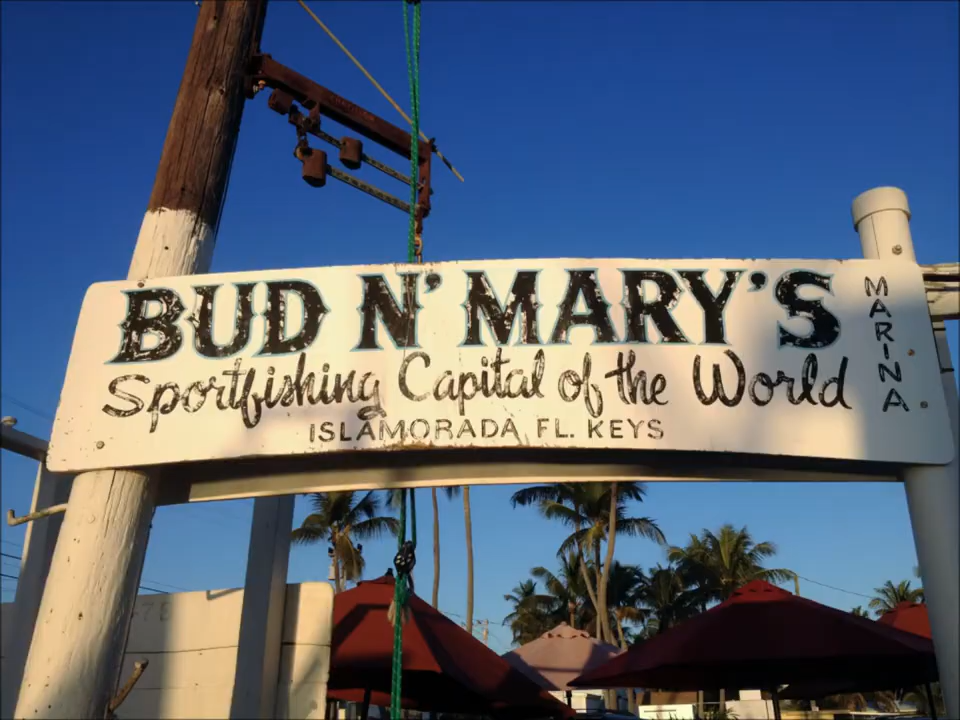 BUD N' MARY'S
Sportfishing Capital of the World
ISLAMORADA FL. KEYS
MARINA